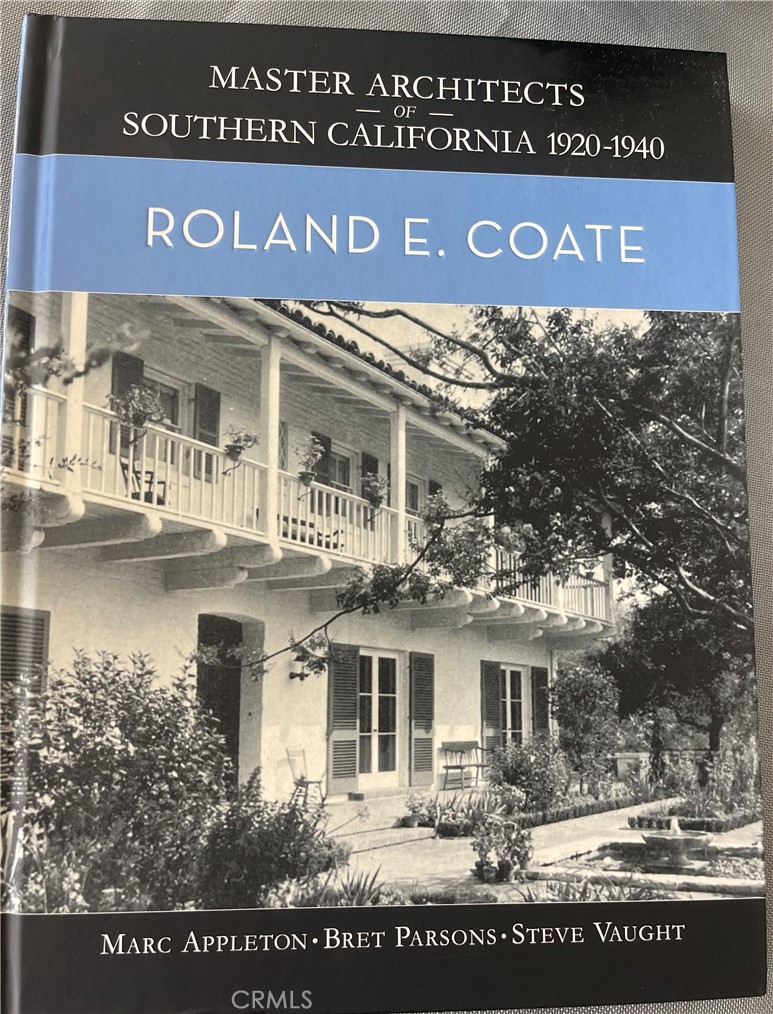 MASTER ARCHITECTS
— OF —
SOUTHERN CALIFORNIA 1920-1940
ROLAND E. COATE
MARC APPLETON • BRET PARSONS • STEVE VAUGHT
CRMLS